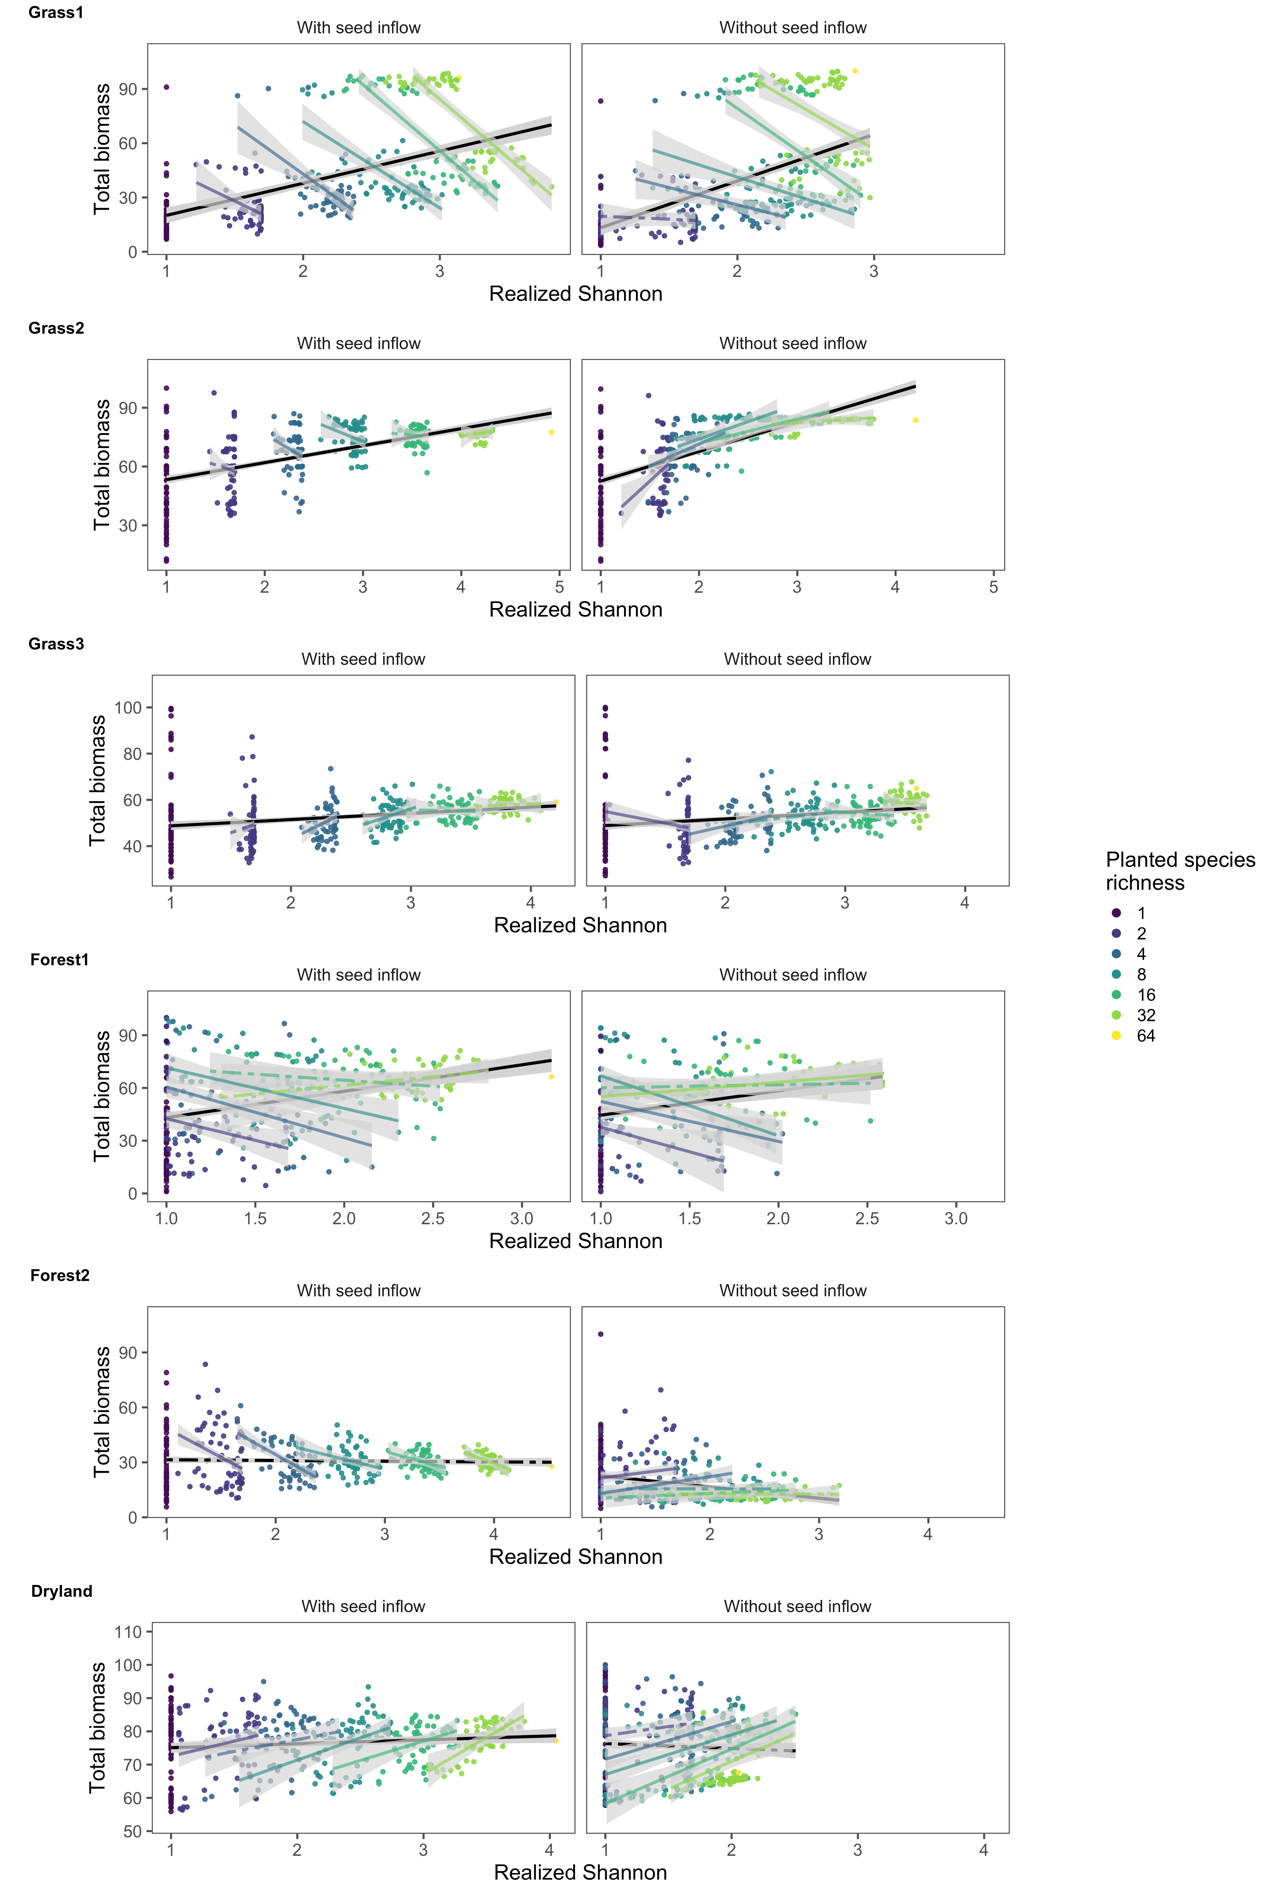 Grass1
With seed inflow
Without seed inflow
Total biomass
90
60
30
0
1 2 3
1 2 3
Realized Shannon
Grass2
With seed inflow
Without seed inflow
Total biomass
90
60
30
1 2 3 4 5
1 2 3 4 5
Realized Shannon
Grass3
With seed inflow
Without seed inflow
Total biomass
100
80
60
40
1 2 3 4
1 2 3 4
Realized Shannon
Forest1
With seed inflow
Without seed inflow
Total biomass
90
60
30
0
1.0 1.5 2.0 2.5 3.0
1.0 1.5 2.0 2.5 3.0
Realized Shannon
Forest2
With seed inflow
Without seed inflow
Total biomass
90
60
30
0
1 2 3 4
1 2 3 4
Realized Shannon
Dryland
With seed inflow
Without seed inflow
Total biomass
110
100
90
80
70
60
50
1 2 3 4
1 2 3 4
Realized Shannon
Planted species
richness
1
2
4
8
16
32
64